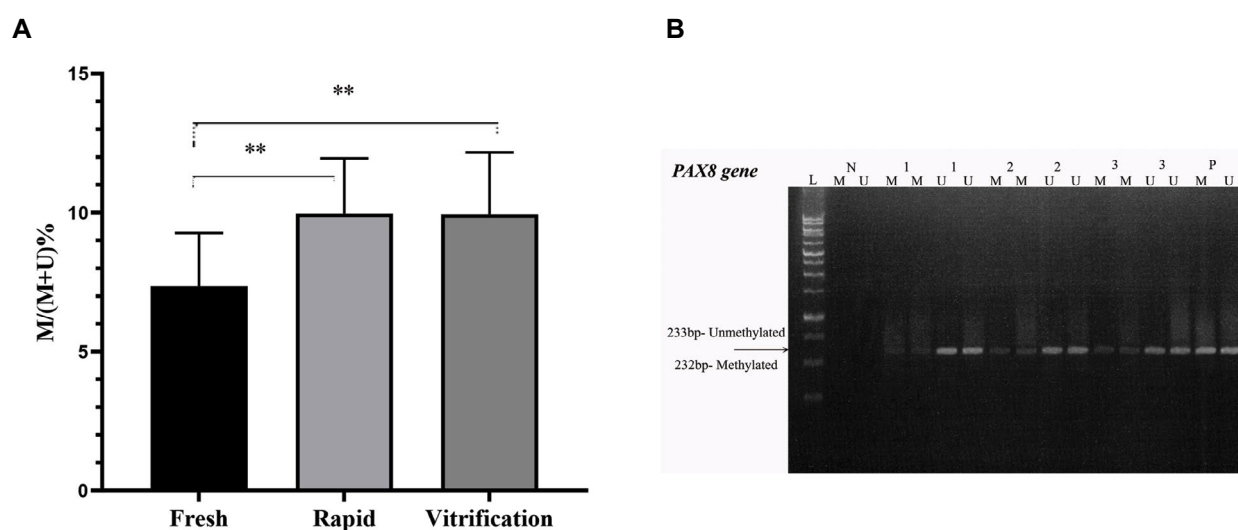 A
15
10
5
0
M/(M+U)%
**
**
Fresh Rapid Vitrification
B
PAX8 gene
N 1 1 2 2 3 3 P
L M U M M U U M M U U M M U U M U
233bp- Unmethylated
232bp- Methylated